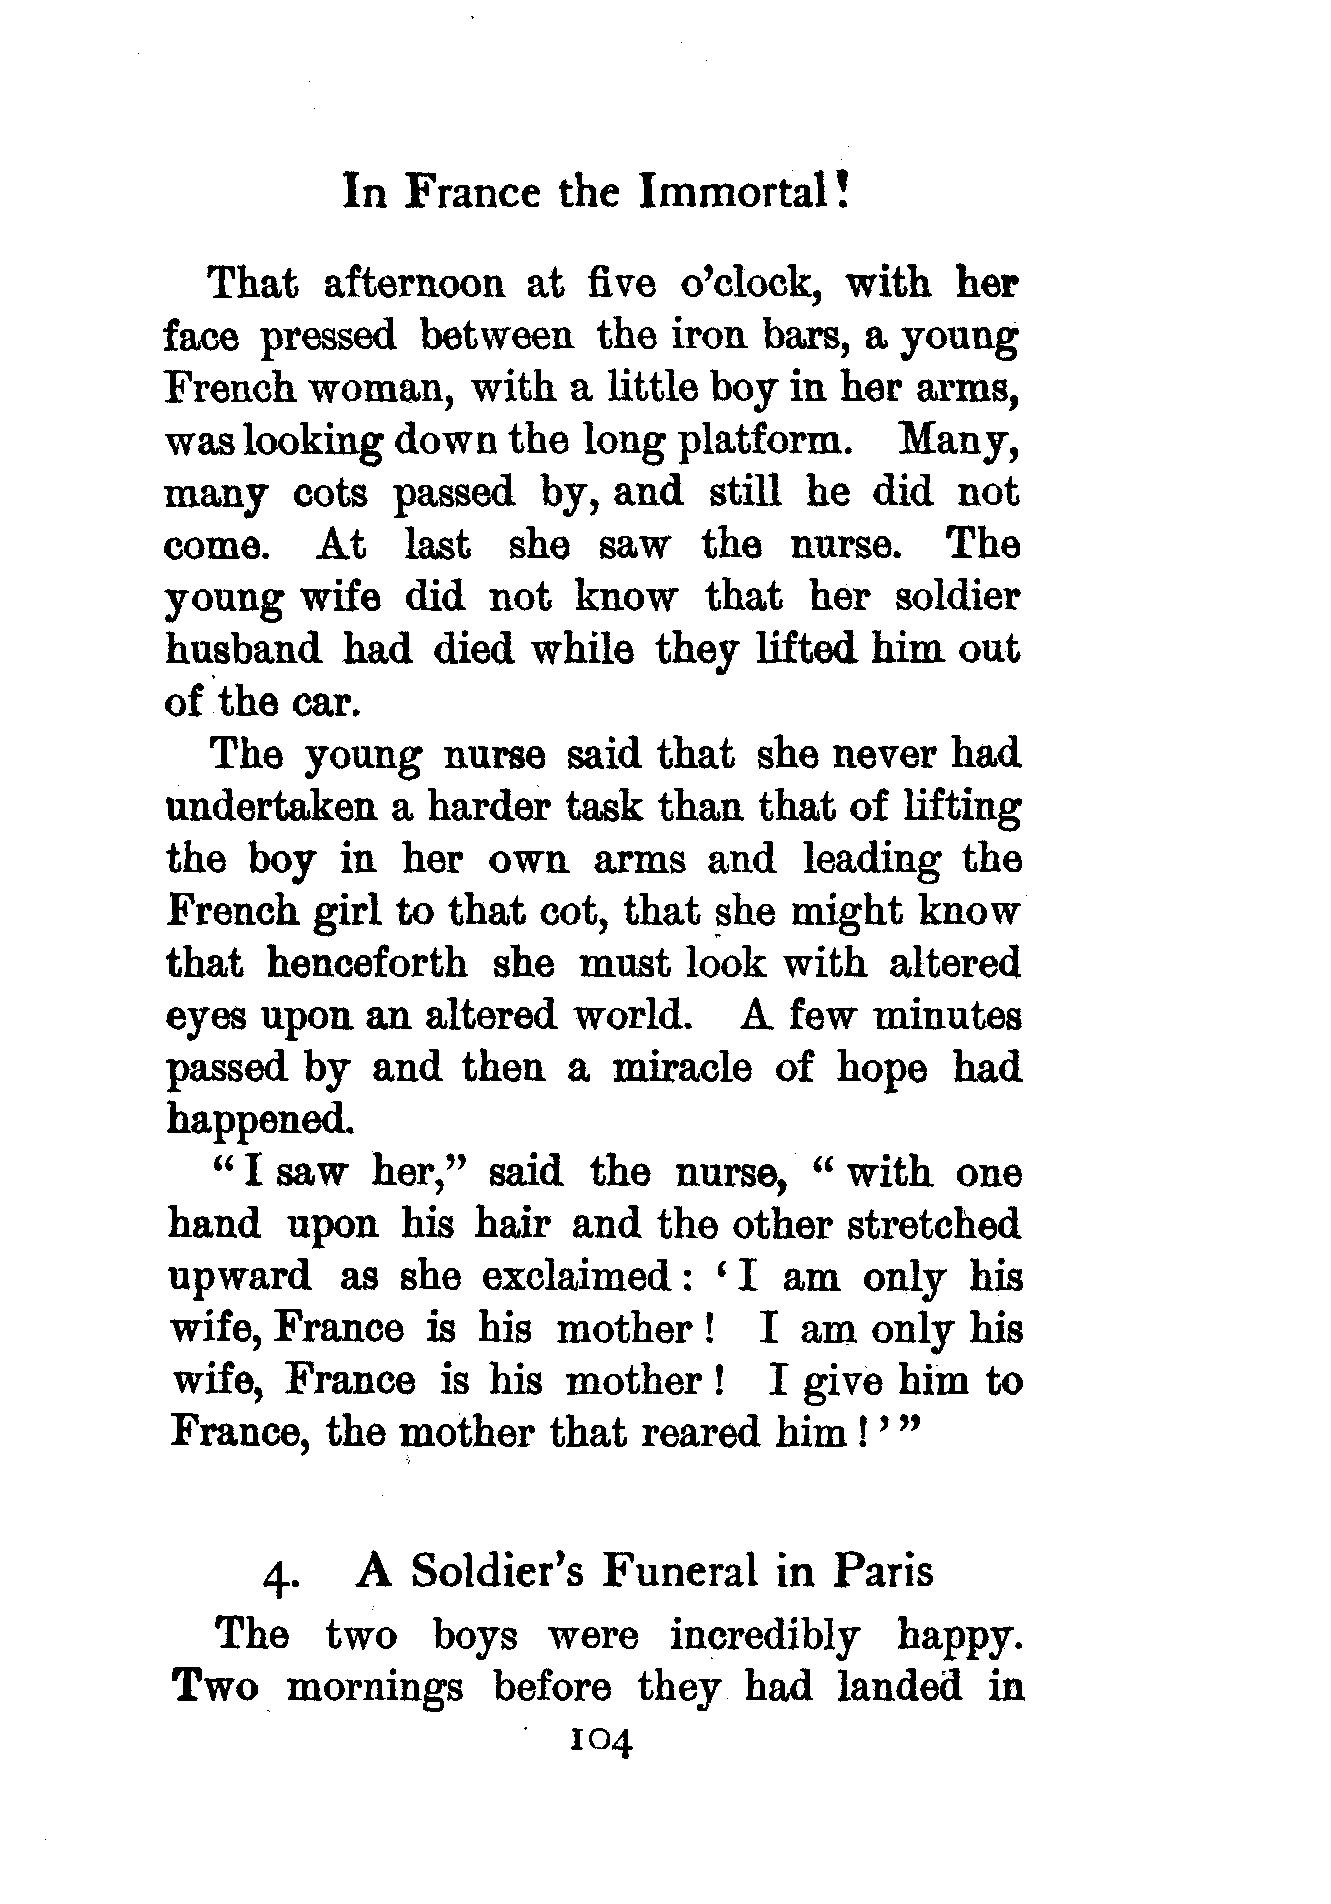 In France the Immortal!
That afternoon at five o'clock, with her
face pressed between the iron bars, a young
French woman, with a little boy in her arms,
was looking down the long platform. Many,
many cots passed by, and still he did not
come. At last she saw the nurse. The
young wife did not know that her soldier
husband had died while they lifted him out
of the car.
The young nurse said that she never had
undertaken a harder task than that of lifting
the boy in her own arms and leading the
French girl to that cot, that she might know
that henceforth she must look with altered
eyes upon an altered world. A few minutes
passed by and then a miracle of hope had
happened.
"I saw her," said the nurse, "with one
hand upon his hair and the other stretched
upward as she exclaimed: 'I am only his
wife, France is his mother! I am only his
wife, France is his mother! I give him to
France, the mother that reared him!'"
4. A Soldier's Funeral in Paris
The two boys were incredibly happy.
Two mornings before they had landed in
104